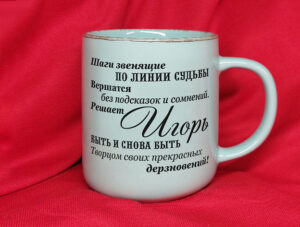 Шаги звенящие
ПО ЛИНИИ СУДЬБЫ
Вершатся
без подсказок и сомнений.
Решает
Игорь
БЫТЬ И СНОВА БЫТЬ
Творцом своих прекрасных
дерзновений!